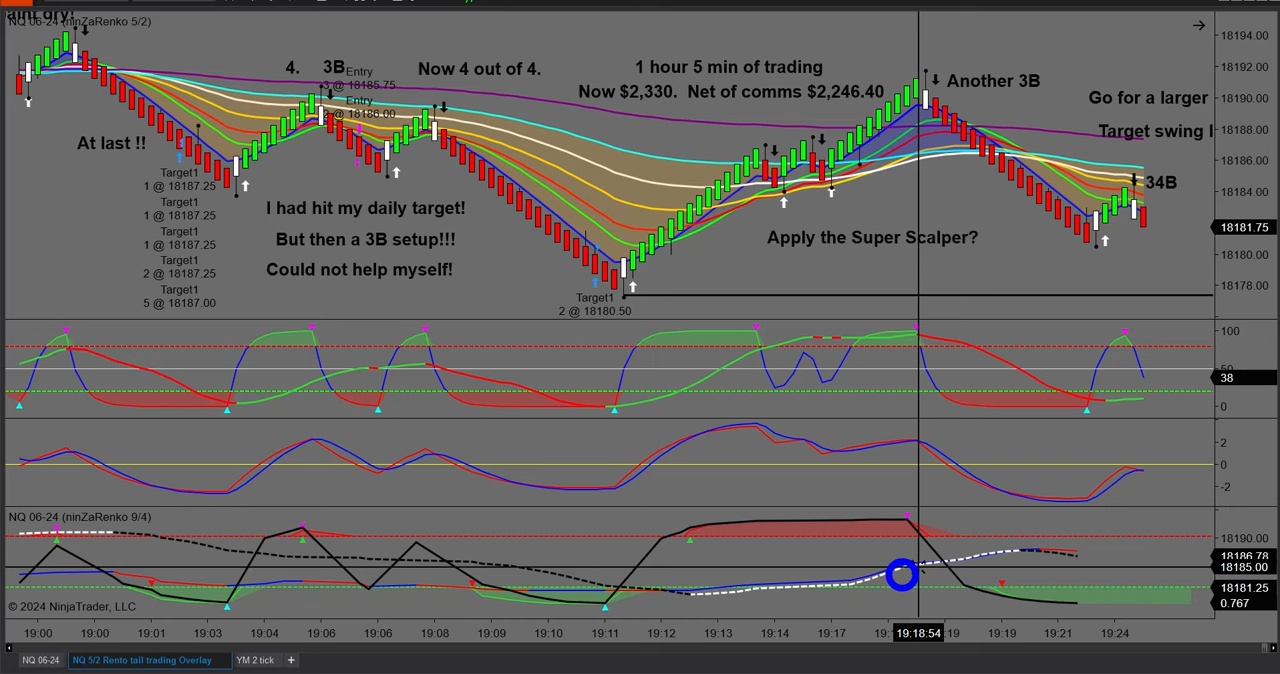 aint dry!
NQ 06-24 (ninZaRenko 5/2)
4. 3B
Entry
3 @ 18185.75
Entry
2 @ 18186.00
Now 4 out of 4.
1 hour 5 min of trading
Now $2,330. Net of comms $2,246.40
Another 3B
Go for a larger
Target swing
At last !!
Target1
1 @ 18187.25
Target1
1 @ 18187.25
Target1
1 @ 18187.25
Target1
2 @ 18187.25
Target1
5 @ 18187.00
I had hit my daily target!
But then a 3B setup!!!
Could not help myself!
Apply the Super Scalper?
34B
Target1
2 @ 18180.50
18194.00
18192.00
18190.00
18188.00
18186.00
18184.00
18181.75
18180.00
18178.00
100
50
38
0
2
0
-2
NQ 06-24 (ninZaRenko 9/4)
18190.00
18186.78
18185.00
18181.25
0.767
© 2024 NinjaTrader, LLC
19:00 19:00 19:01 19:03 19:04 19:06 19:06 19:08 19:09 19:11 19:12 19:13 19:14 19:17 19:18:54 19:19 19:21 19:24
NQ 06-24 NQ 5/2 Rento tall trading Overlay YM 2 tick +